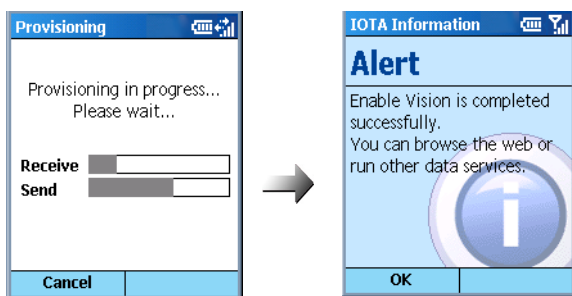 Provisioning
Provisioning in progress...
Please wait...
Receive
Send
Cancel
IOTA Information
Alert
Enable Vision is completed
successfully.
You can browse the web or
run other data services.
OK